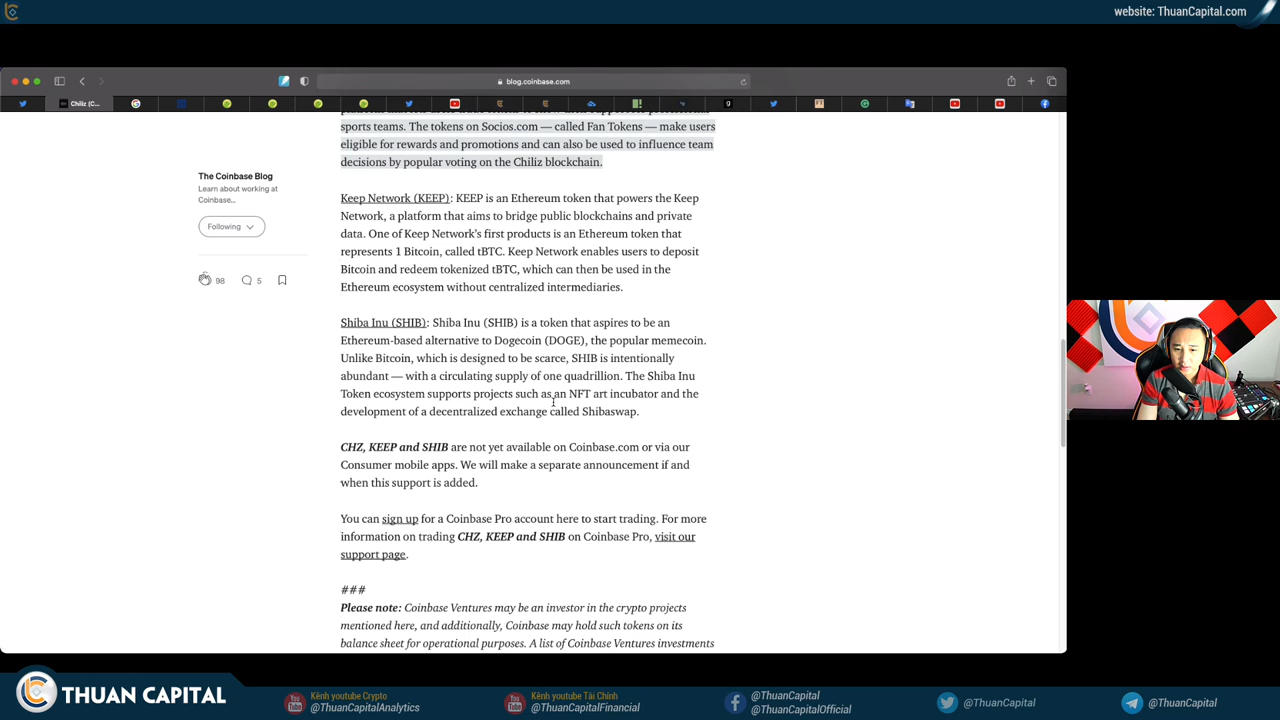 website: ThuanCapital.com
blog.coinbase.com
Chiliz (C...
sports teams. The tokens on Socios.com — called Fan Tokens — make users
eligible for rewards and promotions and can also be used to influence team
decisions by popular voting on the Chiliz blockchain.
The Coinbase Blog
Learn about working at
Coinbase...
Following
98
5
Keep Network (KEEP): KEEP is an Ethereum token that powers the Keep
Network, a platform that aims to bridge public blockchains and private
data. One of Keep Network's first products is an Ethereum token that
represents 1 Bitcoin, called tBTC. Keep Network enables users to deposit
Bitcoin and redeem tokenized tBTC, which can then be used in the
Ethereum ecosystem without centralized intermediaries.
Shiba Inu (SHIB): Shiba Inu (SHIB) is a token that aspires to be an
Ethereum-based alternative to Dogecoin (DOGE), the popular memecoin.
Unlike Bitcoin, which is designed to be scarce, SHIB is intentionally
abundant — with a circulating supply of one quadrillion. The Shiba Inu
Token ecosystem supports projects such as an NFT art incubator and the
development of a decentralized exchange called Shibaswap.
CHZ, KEEP and SHIB are not yet available on Coinbase.com or via our
Consumer mobile apps. We will make a separate announcement if and
when this support is added.
You can sign up for a Coinbase Pro account here to start trading. For more
information on trading CHZ, KEEP and SHIB on Coinbase Pro, visit our
support page.
###
Please note: Coinbase Ventures may be an investor in the crypto projects
mentioned here, and additionally, Coinbase may hold such tokens on its
balance sheet for operational purposes. A list of Coinbase Ventures investments
THUAN CAPITAL
Kênh youtube Crypto
@ThuanCapitalAnalytics
Kênh youtube Tài Chính
@ThuanCapitalFinancial
@ThuanCapital
@ThuanCapitalOfficial
@ThuanCapital
@ThuanCapital